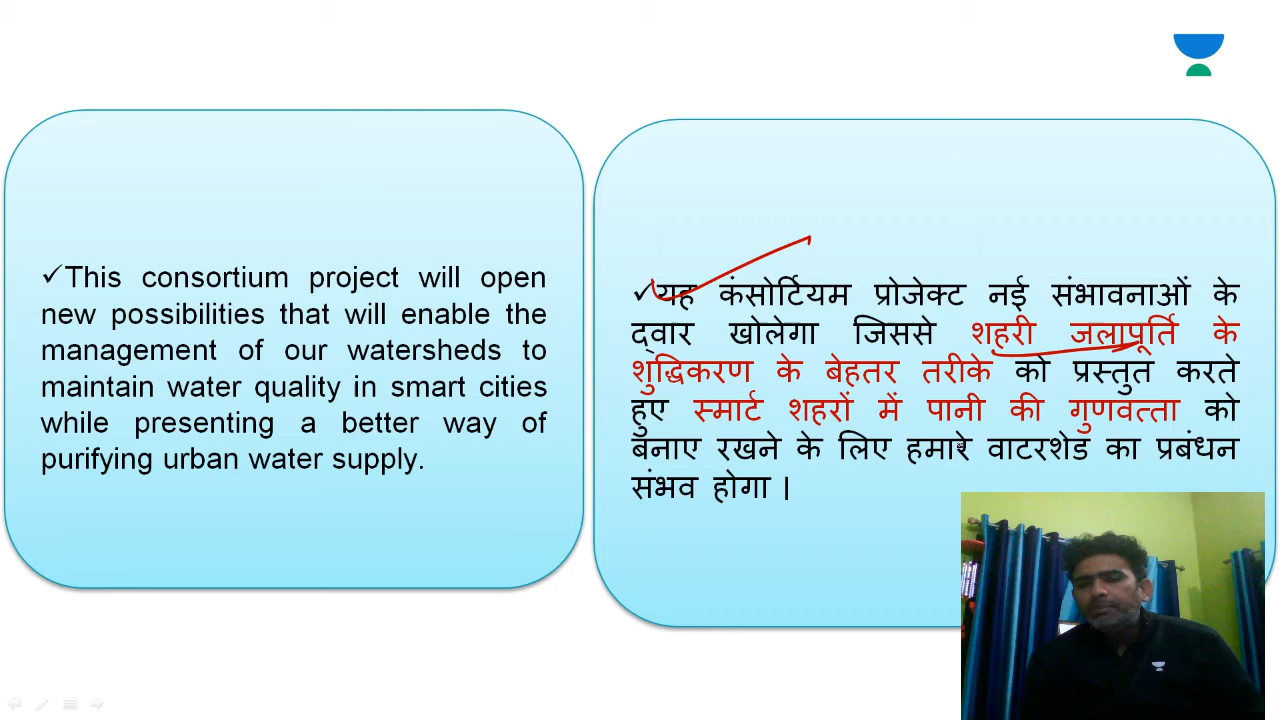 ✓This consortium project will open
new possibilities that will enable the
management of our watersheds to
maintain water quality in smart cities
while presenting a better way of
purifying urban water supply.
✓यह कंसोर्टियम प्रोजेक्ट नई संभावनाओं के
द्वार खोलेगा जिससे शहरी जलापूर्ति के
शुद्धिकरण के बेहतर तरीके को प्रस्तुत करते
हुए स्मार्ट शहरों में पानी की गुणवत्ता को
बनाए रखने के लिए हमारे वाटरशेड का प्रबंधन
संभव होगा ।